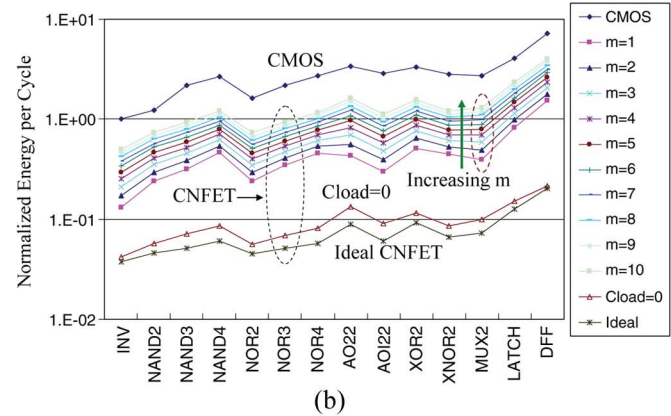 1.E+01
1.E+00
1.E-01
1.E-02
Normalized Energy per Cycle
CMOS
CNFET
Cload=0
Increasing m
Ideal CNFET
INV
NAND2
NAND3
NAND4
NOR2
NOR3
NOR4
AO22
AOI22
XOR2
XNOR2
MUX2
LATCH
DFF
CMOS
m=1
m=2
m=3
m=4
m=5
m=6
m=7
m=8
m=9
m=10
Cload=0
Ideal
(b)